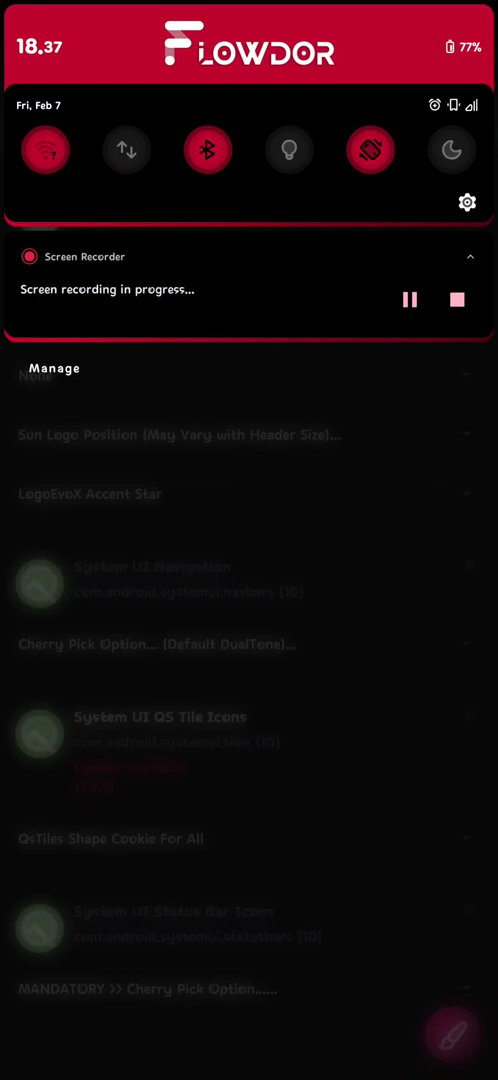 18.37
FLOWDOR
77%
Fri, Feb 7
Screen Recorder
Screen recording in progress...
Manage
None
Sun Logo Position (May Vary with Header Size)...
LogoEvoX Accent Star
System UI Navigation
com.android.systemui.navbars (10)
Cherry Pick Option... (Default DualTone)...
System UI QS Tile Icons
com.android.systemui.tiles (10)
Update available!
QsTiles Shape Cookie For All
System UI Status Bar Icons
com.android.systemui.statusbars (10)
MANDATORY >> Cherry Pick Option......